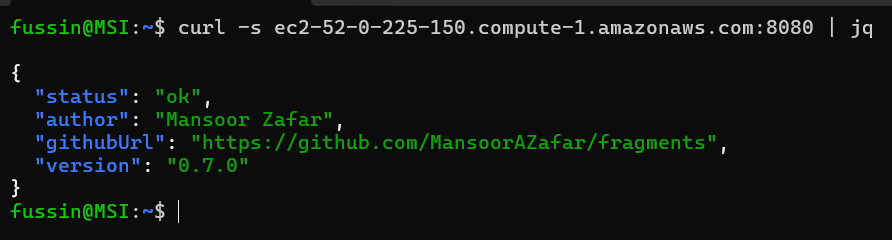 fussin@MSI:~$ curl -s ec2-52-0-225-150.compute-1.amazonaws.com:8080 | jq
{
"status": "ok",
"author": "Mansoor Zafar",
"githubUrl": "https://github.com/MansoorAZafar/fragments",
"version": "0.7.0"
}
fussin@MSI:~$